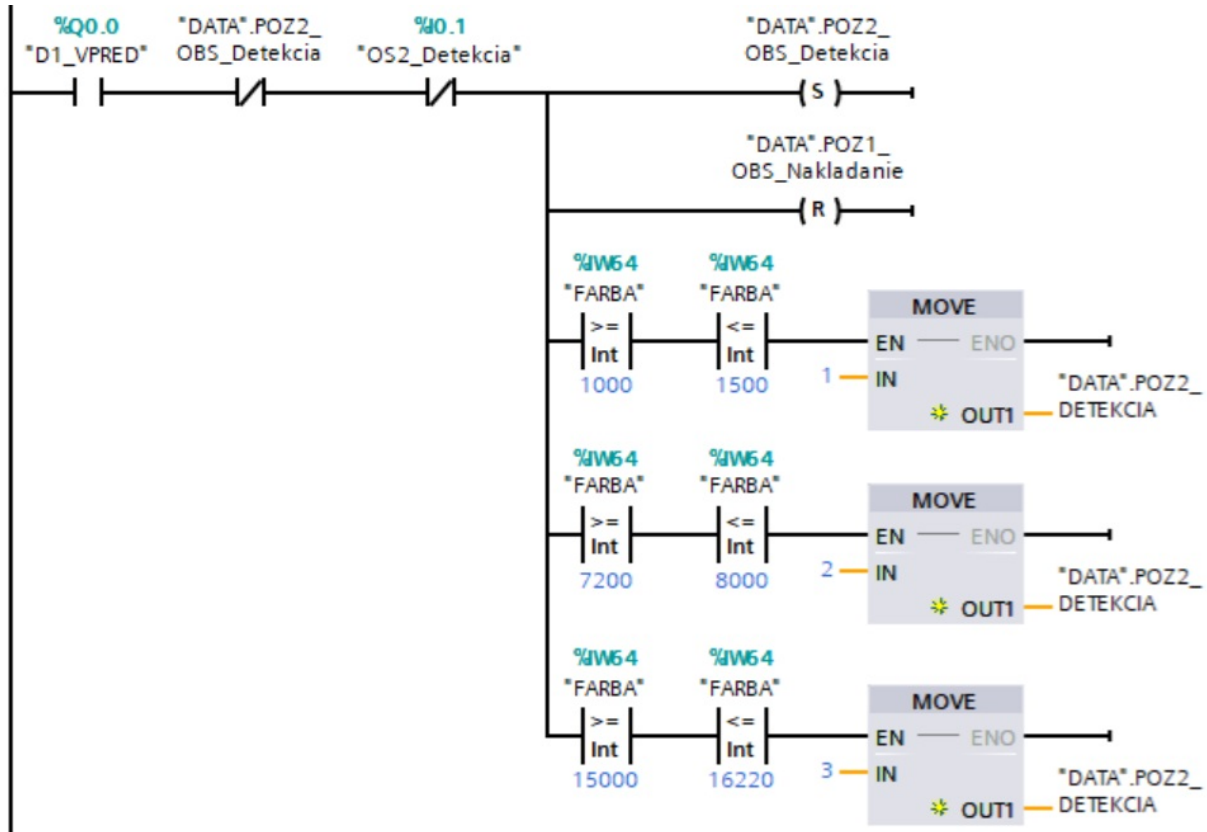 %Q0.0 "DATA".POZ2_ %I0.1 "DATA".POZ2_
"D1_VPRED" OBS_Detekcia "OS2_Detekcia" OBS_Detekcia
S
"DATA".POZ1_
OBS_Nakladanie
R
%IW64 %IW64
"FARBA" "FARBA"
MOVE
>= <=
EN ENO
Int Int
1000 1500
1 IN
"DATA".POZ2_
OUT1 DETEKCIA
%IW64 %IW64
"FARBA" "FARBA"
MOVE
>= <=
EN ENO
Int Int
7200 8000
2 IN
"DATA".POZ2_
OUT1 DETEKCIA
%IW64 %IW64
"FARBA" "FARBA"
MOVE
>= <=
EN ENO
Int Int
15000 16220
3 IN
"DATA".POZ2_
OUT1 DETEKCIA